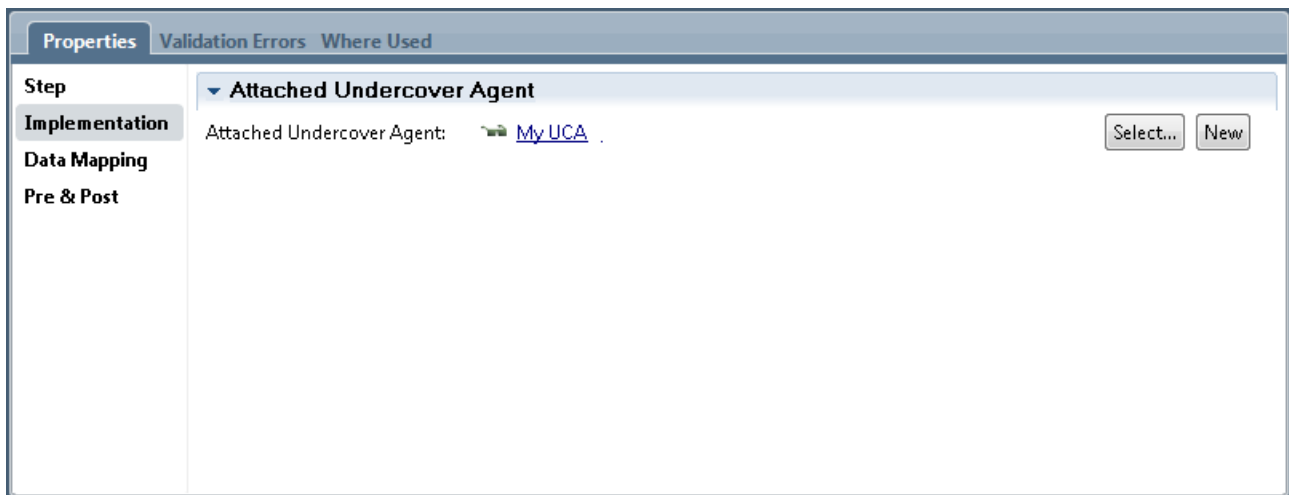 Properties Validation Errors Where Used
Step
Implementation
Data Mapping
Pre & Post
Attached Undercover Agent
Attached Undercover Agent: My UCA . Select... New